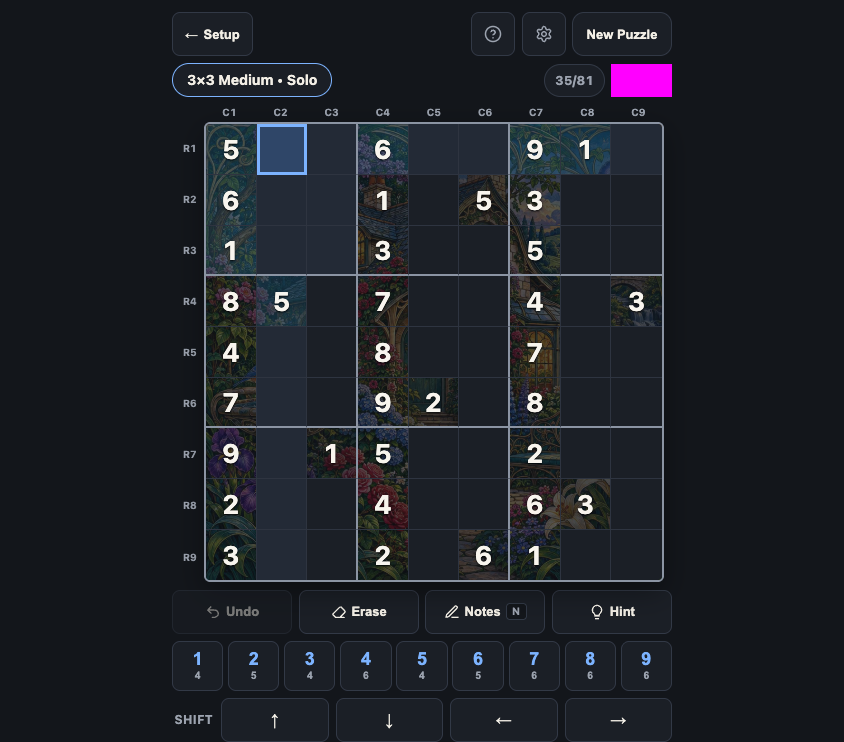 ← Setup
New Puzzle
3×3 Medium • Solo
35/81
C1 C2 C3 C4 C5 C6 C7 C8 C9
R1 5 6 9 1
R2 6 1 5 3
R3 1 3 5
R4 8 5 7 4 3
R5 4 8 7
R6 7 9 2 8
R7 9 1 5 2
R8 2 4 6 3
R9 3 2 6 1
Undo Erase Notes N Hint
1 2 3 4 5 6 7 8 9
4 5 4 6 4 5 6 6 6
SHIFT ↑ ↓ ← →